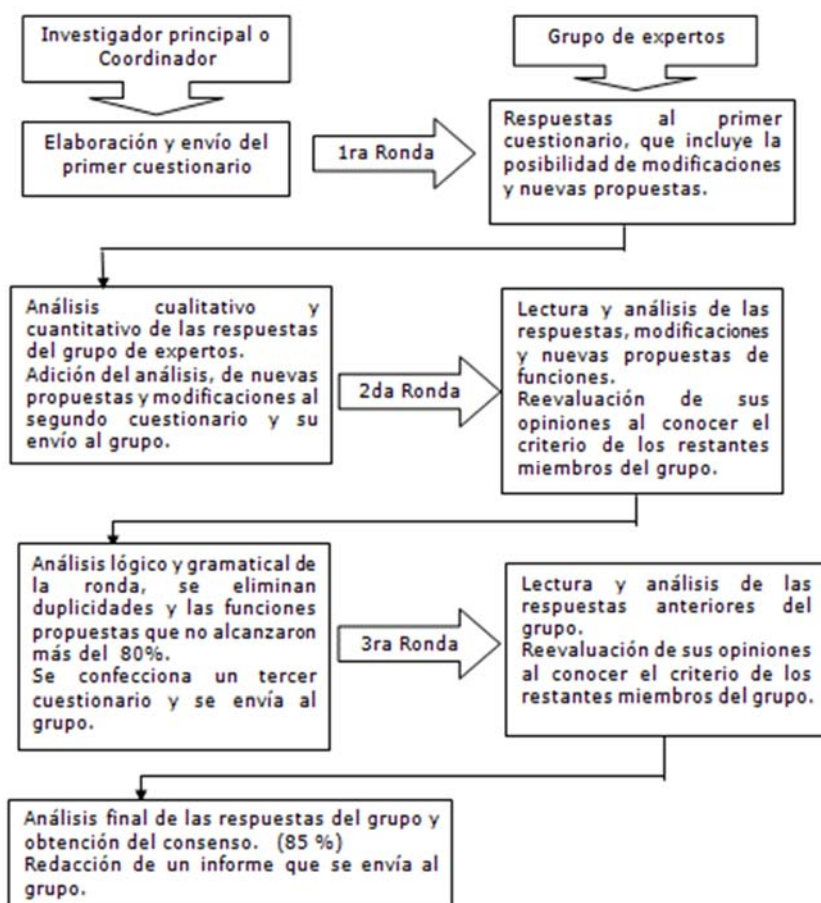 Investigador principal o
Coordinador
Grupo de expertos
Elaboración y envío del
primer cuestionario
1ra Ronda
Respuestas al primer
cuestionario, que incluye la
posibilidad de modificaciones
y nuevas propuestas.
Análisis cualitativo y
cuantitativo de las respuestas
del grupo de expertos.
Adición del análisis, de nuevas
propuestas y modificaciones al
segundo cuestionario y su
envío al grupo.
2da Ronda
Lectura y análisis de las
respuestas, modificaciones
y nuevas propuestas de
funciones.
Reevaluación de sus
opiniones al conocer el
criterio de los restantes
miembros del grupo.
Análisis lógico y gramatical de
la ronda, se eliminan
duplicidades y las funciones
propuestas que no alcanzaron
más del 80%.
Se confecciona un tercer
cuestionario y se envía al
grupo.
3ra Ronda
Lectura y análisis de las
respuestas anteriores del
grupo.
Reevaluación de sus opiniones
al conocer el criterio de los
restantes miembros del grupo.
Análisis final de las respuestas del grupo y
obtención del consenso. (85 %)
Redacción de un informe que se envía al
grupo.